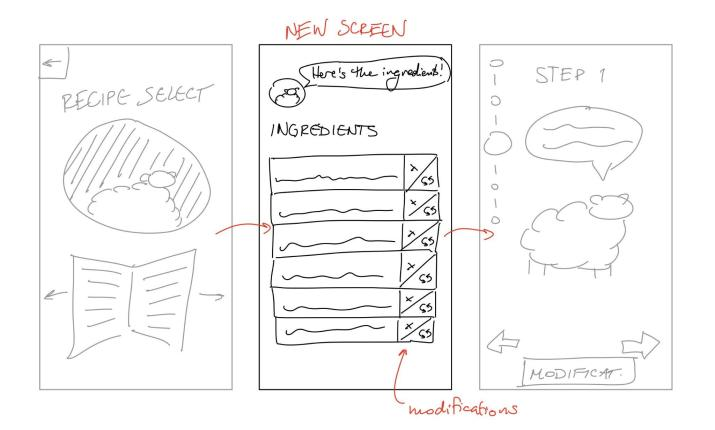 NEW SCREEN
RECIPE SELECT
Here's the ingredients!
INGREDIENTS
x
x
x
x
x
x
modifications
STEP 1
MODIFICAT.